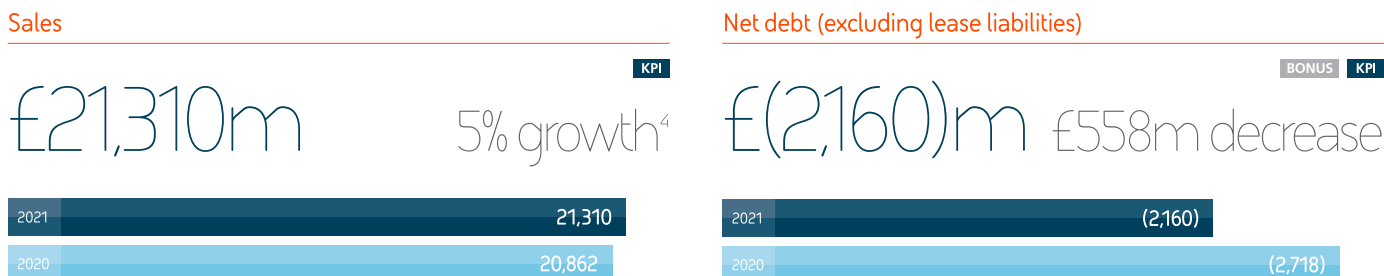 Sales
KPI
£21,310m
5% growth4
2021
21,310
2020
20,862
Net debt (excluding lease liabilities)
BONUS
KPI
£(2,160)m
£558m decrease
2021
(2,160)
2020
(2,718)